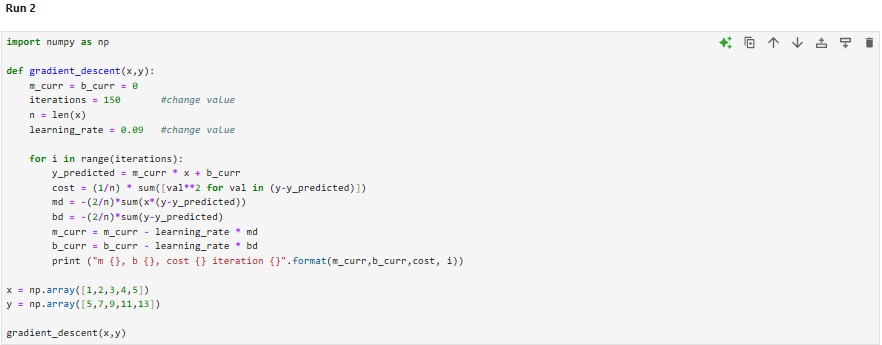 Run 2
import numpy as np
def gradient_descent(x,y):
    m_curr = b_curr = 0
    iterations = 150       #change value
    n = len(x)
    learning_rate = 0.09   #change value
    for i in range(iterations):
        y_predicted = m_curr * x + b_curr
        cost = (1/n) * sum([val**2 for val in (y-y_predicted)])
        md = -(2/n)*sum(x*(y-y_predicted))
        bd = -(2/n)*sum(y-y_predicted)
        m_curr = m_curr - learning_rate * md
        b_curr = b_curr - learning_rate * bd
        print ("m {}, b {}, cost {} iteration {}".format(m_curr,b_curr,cost, i))
x = np.array([1,2,3,4,5])
y = np.array([5,7,9,11,13])
gradient_descent(x,y)